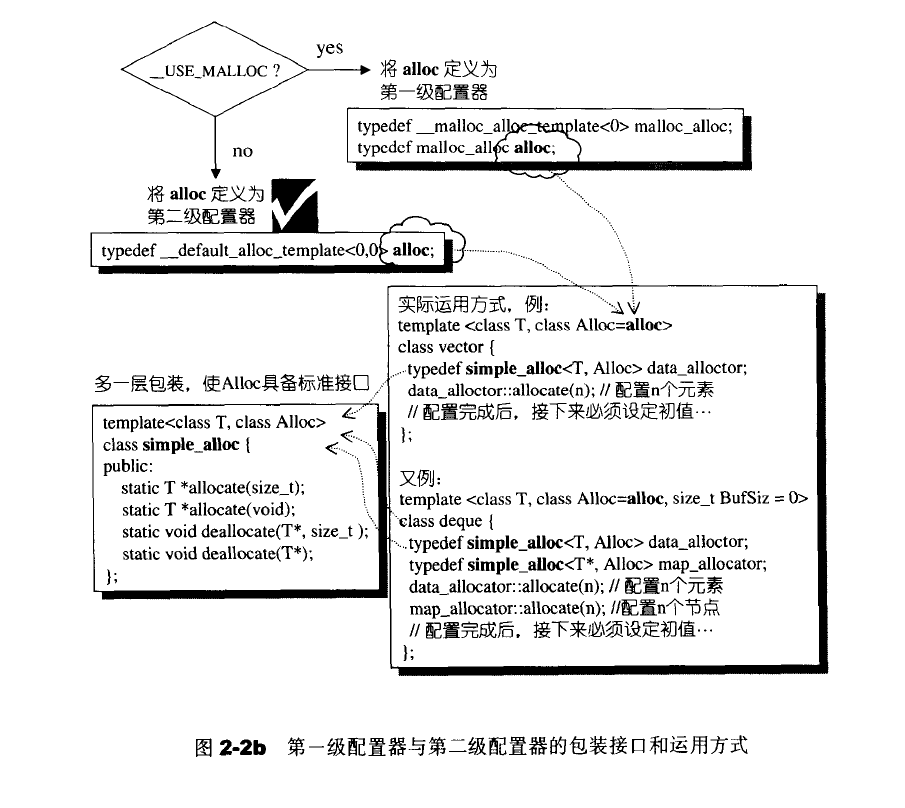 __USE_MALLOC ?
yes
将 alloc 定义为
第一级配置器
typedef __malloc_alloc_template<0> malloc_alloc;
typedef malloc_alloc alloc;
no
将 alloc 定义为
第二级配置器
typedef __default_alloc_template<0,0> alloc;
实际运用方式，例：
template <class T, class Alloc=alloc>
class vector {
typedef simple_alloc<T, Alloc> data_alloctor;
data_alloctor::allocate(n); // 配置n个元素
// 配置完成后，接下来必须设定初值…
};
又例：
template <class T, class Alloc=alloc, size_t BufSiz = 0>
class deque {
typedef simple_alloc<T, Alloc> data_alloctor;
typedef simple_alloc<T*, Alloc> map_allocator;
data_allocator::allocate(n); // 配置n个元素
map_allocator::allocate(n); //配置n个节点
// 配置完成后，接下来必须设定初值…
};
多一层包装，使Alloc具备标准接口
template<class T, class Alloc>
class simple_alloc {
public:
static T *allocate(size_t);
static T *allocate(void);
static void deallocate(T*, size_t );
static void deallocate(T*);
};
图 2-2b 第一级配置器与第二级配置器的包装接口和运用方式